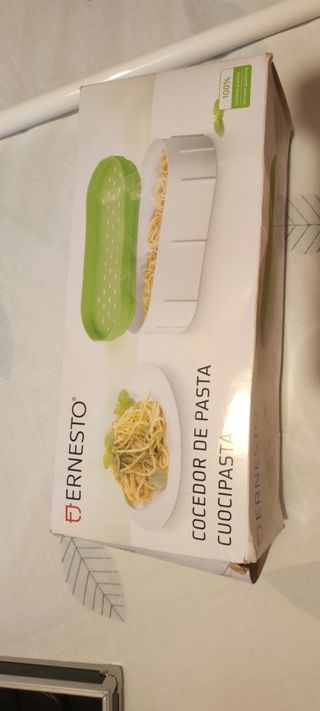 ERNESTO®
COCEDOR DE PASTA
CUOCIPASTA
100%
ERNESTO